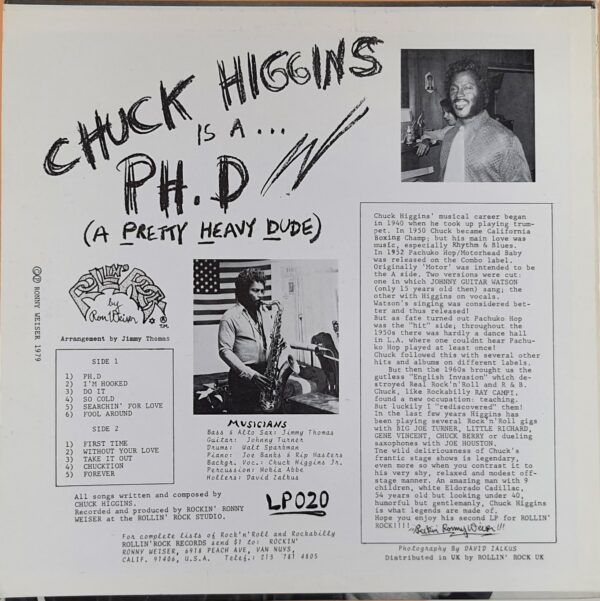 CHUCK HIGGINS
IS A...
PH.D
(A PRETTY HEAVY DUDE)
© ℗ RONNY WEISER 1979
ROLLIN' ROCK
by
Ron Weiser
T.M.
Arrangement by Jimmy Thomas
SIDE 1
1) PH.D
2) I'M HOOKED
3) DO IT
4) SO COLD
5) SEARCHIN' FOR LOVE
6) FOOL AROUND
SIDE 2
1) FIRST TIME
2) WITHOUT YOUR LOVE
3) TAKE IT OUT
4) CHUCKTION
5) FOREVER
MUSICIANS
Bass & Alto Sax: Jimmy Thomas
Guitar: Johnny Turner
Drums: Walt Sparkman
Piano: Joe Banks & Rip Masters
Backgr. Voc.: Chuck Higgins Jr.
Percussion: Nokia Abbe
Hollers: David Zalkus
All songs written and composed by
CHUCK HIGGINS.
Recorded and produced by ROCKIN' RONNY
WEISER at the ROLLIN' ROCK STUDIO.
LP020
For complete lists of Rock'n'Roll and Rockabilly
ROLLIN'ROCK RECORDS send $1 to: ROCKIN'
RONNY WEISER, 6918 PEACH AVE, VAN NUYS,
CALIF. 91406, U.S.A. Telef.: 213 781 4805
Chuck Higgins' musical career began
in 1940 when he took up playing trum-
pet. In 1950 Chuck became California
Boxing Champ; but his main love was
music, especially Rhythm & Blues.
In 1952 Pachuko Hop/Motorhead Baby
was released on the Combo label.
Originally 'Motor' was intended to be
the A side. Two versions were cut:
one in which JOHNNY GUITAR WATSON
(only 15 years old then) sang; the
other with Higgins on vocals.
Watson's singing was considered bet-
ter and thus released!
But as fate turned out Pachuko Hop
was the "hit" side; throughout the
1950s there was hardly a dance hall
in L.A. where one couldnt hear Pachu-
ko Hop played at least once!
Chuck followed this with several other
hits and albums on different labels.
But then the 1960s brought us the
gutless "English Invasion" which de-
stroyed Real Rock'n'Roll and R & B.
Chuck, like Rockabilly RAY CAMPI,
found a new occupation: teaching.
But luckily I "rediscovered" them!
In the last few years Higgins has
been playing several Rock'n'Roll gigs
with BIG JOE TURNER, LITTLE RICHARD,
GENE VINCENT, CHUCK BERRY or dueling
saxophones with JOE HOUSTON.
The wild deliriousness of Chuck's
frantic stage shows is legendary,
even more so when you contrast it to
his very shy, relaxed and modest off-
stage manner. An amazing man with 9
children, white Eldorado Cadillac,
54 years old but looking under 40,
humorful but gentlemanly, Chuck Higgins
is what legends are made of.
Hope you enjoy his second LP for ROLLIN'
ROCK!!!! Rockin Ronny Weiser!!!
Photography By DAVID ZALKUS
Distributed in UK by ROLLIN' ROCK UK